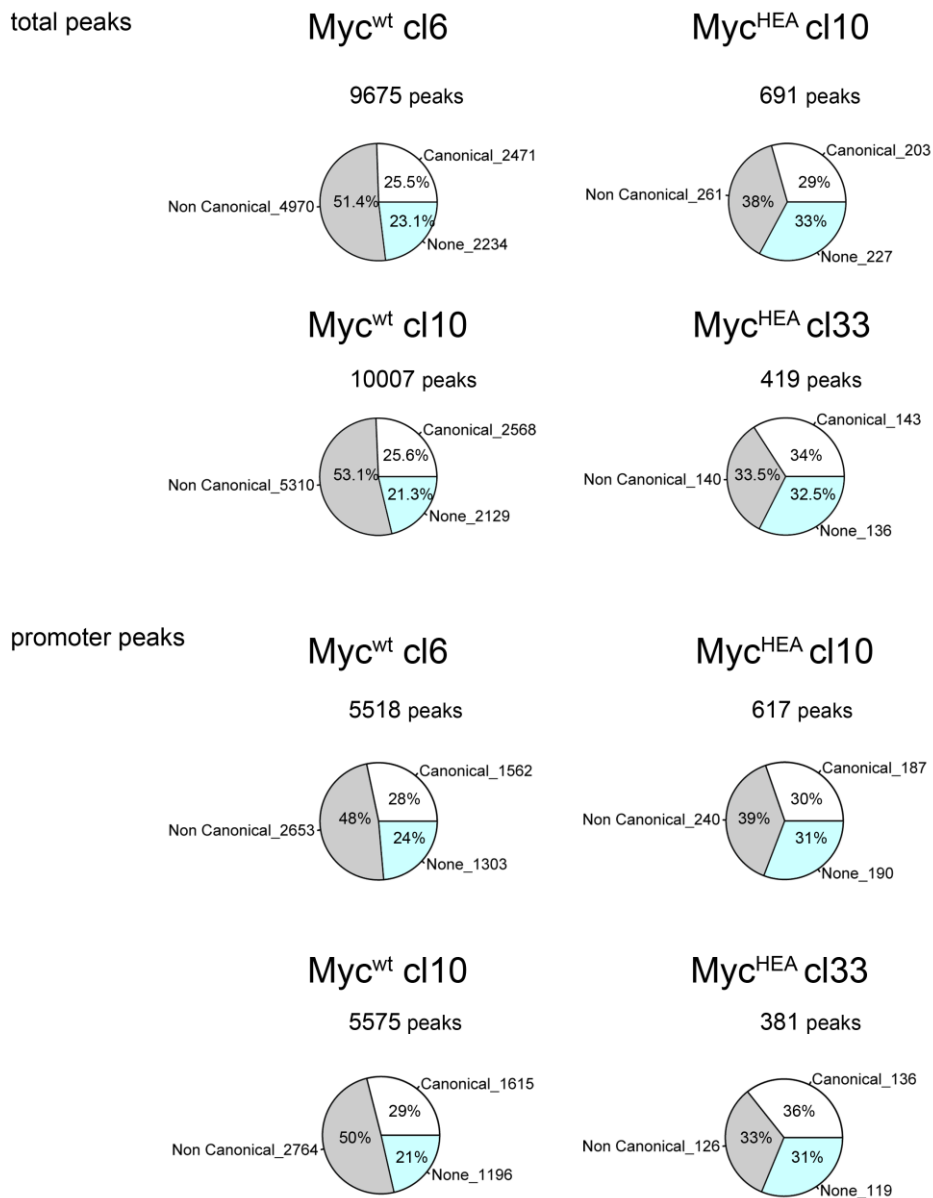 total peaks
Myc^wt cl6
Myc^HEA cl10
9675 peaks
691 peaks
Canonical_2471
25.5%
Non Canonical_4970
51.4%
23.1%
None_2234
Canonical_203
29%
Non Canonical_261
38%
33%
None_227
Myc^wt cl10
Myc^HEA cl33
10007 peaks
419 peaks
Canonical_2568
25.6%
Non Canonical_5310
53.1%
21.3%
None_2129
Canonical_143
34%
Non Canonical_140
33.5%
32.5%
None_136
promoter peaks
Myc^wt cl6
Myc^HEA cl10
5518 peaks
617 peaks
Canonical_1562
28%
Non Canonical_2653
48%
24%
None_1303
Canonical_187
30%
Non Canonical_240
39%
31%
None_190
Myc^wt cl10
Myc^HEA cl33
5575 peaks
381 peaks
Canonical_1615
29%
Non Canonical_2764
50%
21%
None_1196
Canonical_136
36%
Non Canonical_126
33%
31%
None_119